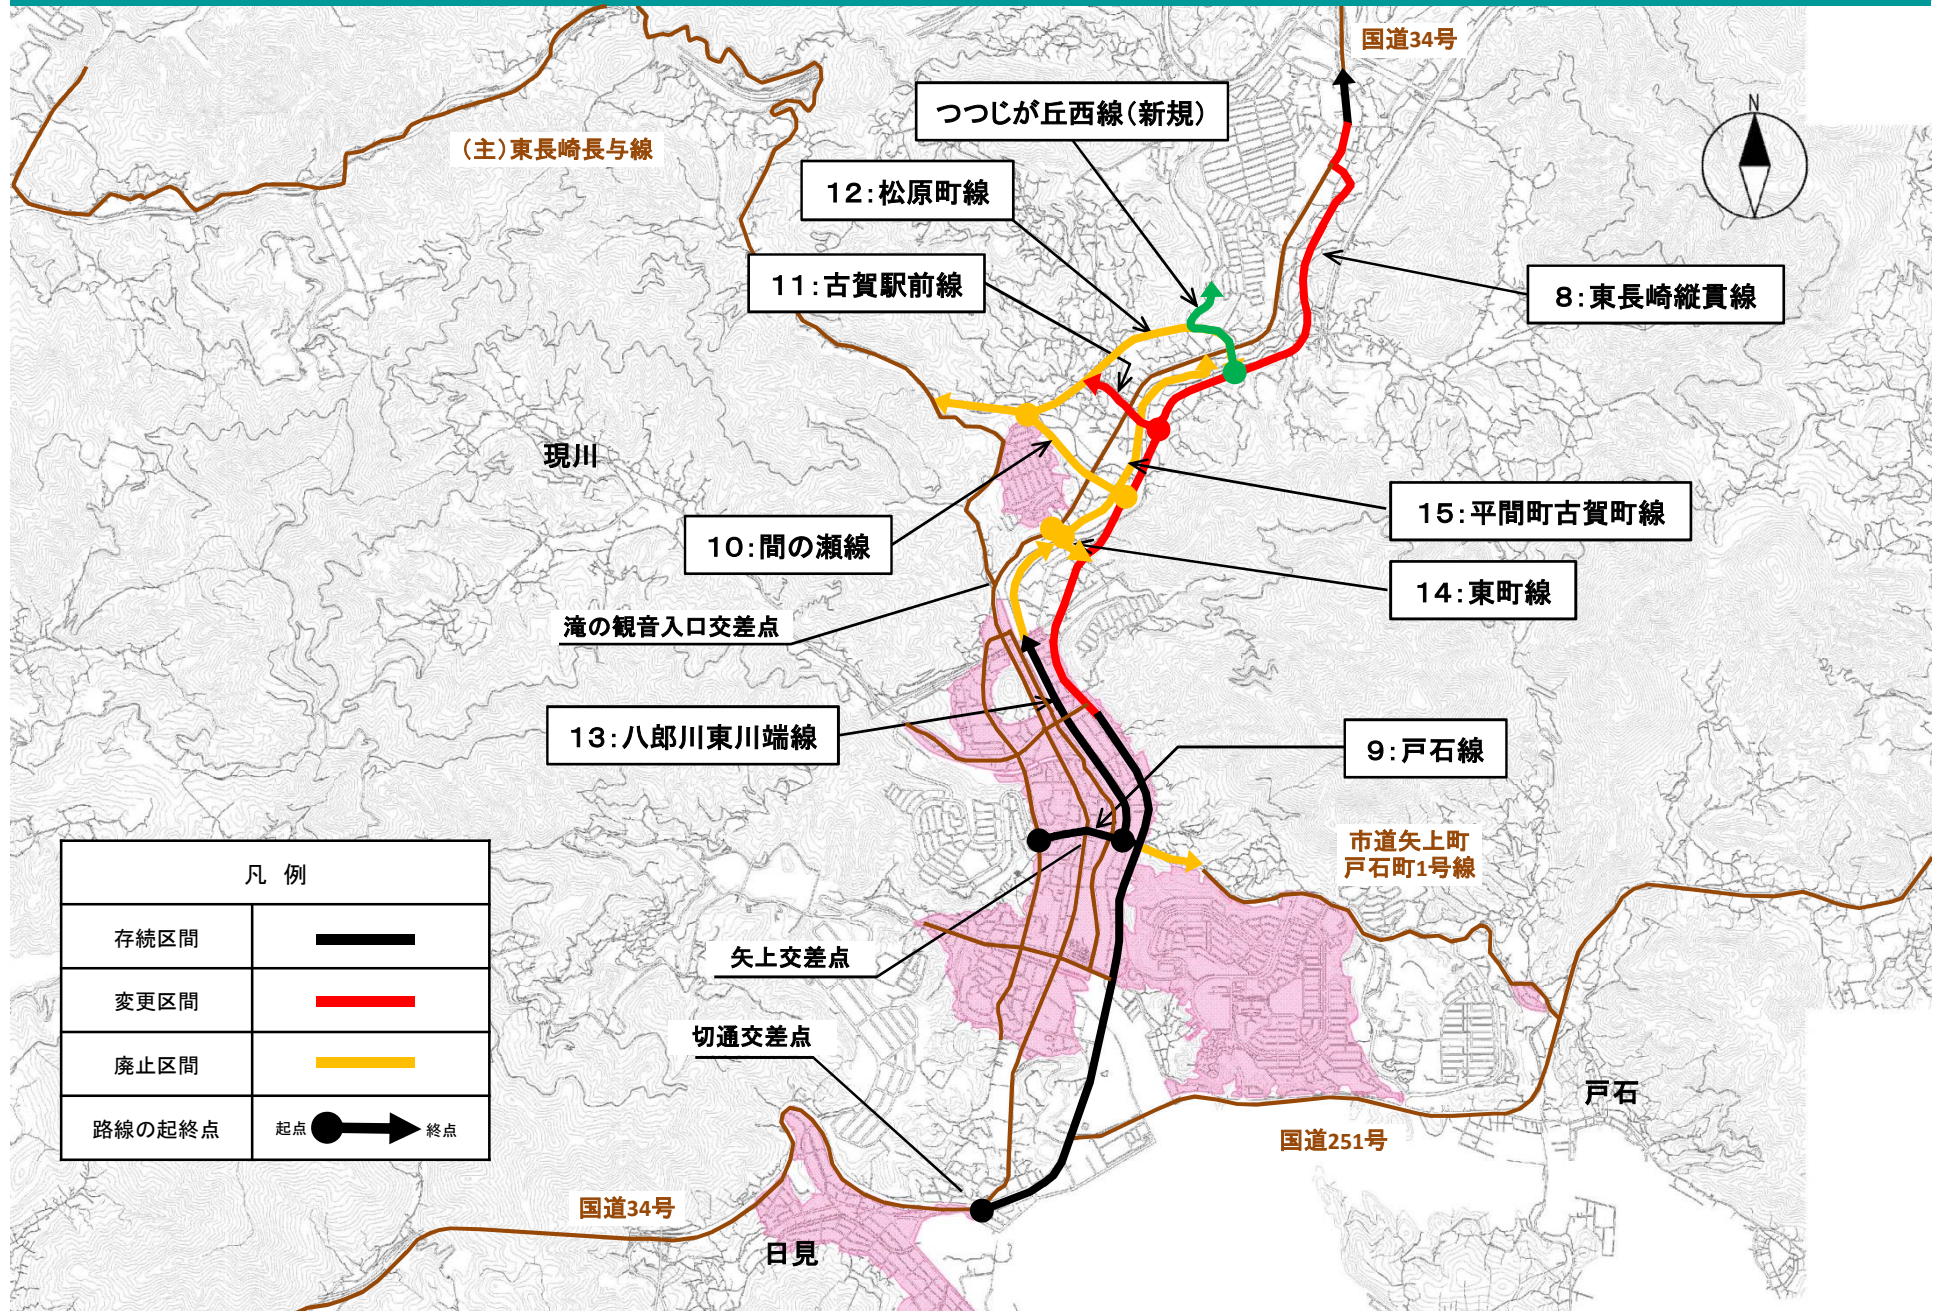 国道34号
つつじが丘西線(新規)
(主)東長崎長与線
N
12:松原町線
11:古賀駅前線
8:東長崎縦貫線
現川
15:平間町古賀町線
10:間の瀬線
14:東町線
滝の観音入口交差点
13:八郎川東川端線
9:戸石線
市道矢上町
戸石町1号線
凡 例
存続区間
変更区間
廃止区間
路線の起終点
起点
終点
矢上交差点
切通交差点
戸石
国道251号
国道34号
日見